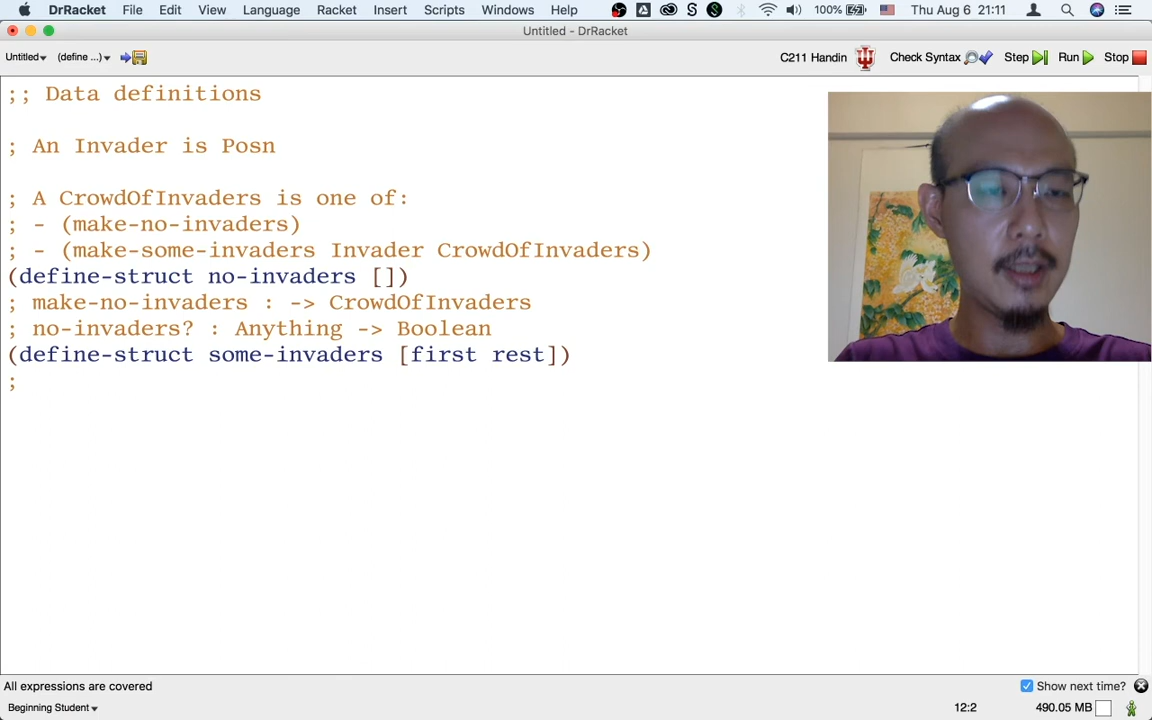 DrRacket File Edit View Language Racket Insert Scripts Windows Help 100% Thu Aug 6 21:11
Untitled - DrRacket
Untitled (define ...) C211 Handin Check Syntax Step Run Stop
;; Data definitions
; An Invader is Posn
; A CrowdOfInvaders is one of:
; - (make-no-invaders)
; - (make-some-invaders Invader CrowdOfInvaders)
(define-struct no-invaders [])
; make-no-invaders : -> CrowdOfInvaders
; no-invaders? : Anything -> Boolean
(define-struct some-invaders [first rest])
;
All expressions are covered Show next time?
Beginning Student 12:2 490.05 MB